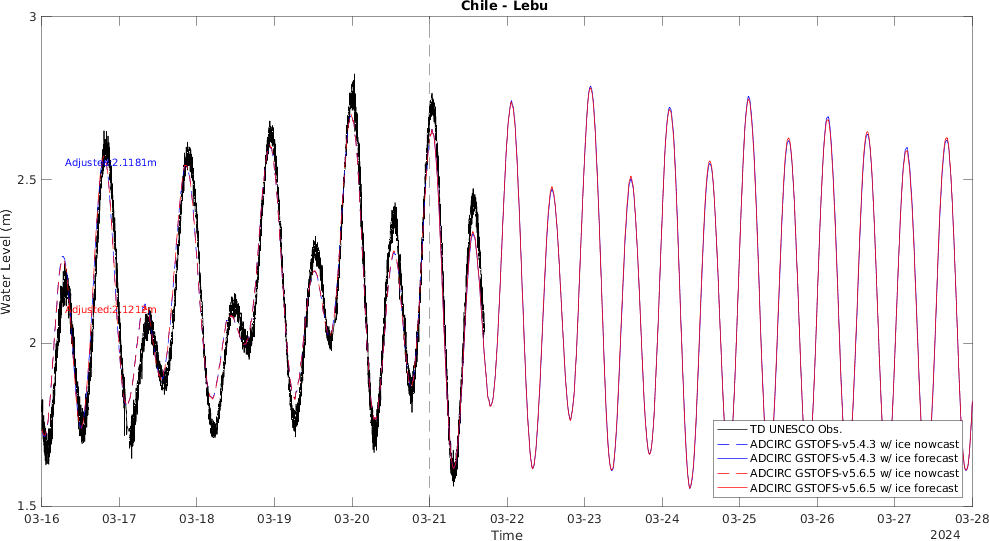 Chile - Lebu
3
2.5
2
1.5
Water Level (m)
Adjusted:2.1181m
Adjusted:2.1212m
TD UNESCO Obs.
ADCIRC GSTOFS-v5.4.3 w/ ice nowcast
ADCIRC GSTOFS-v5.4.3 w/ ice forecast
ADCIRC GSTOFS-v5.6.5 w/ ice nowcast
ADCIRC GSTOFS-v5.6.5 w/ ice forecast
03-16 03-17 03-18 03-19 03-20 03-21 03-22 03-23 03-24 03-25 03-26 03-27 03-28
Time
2024